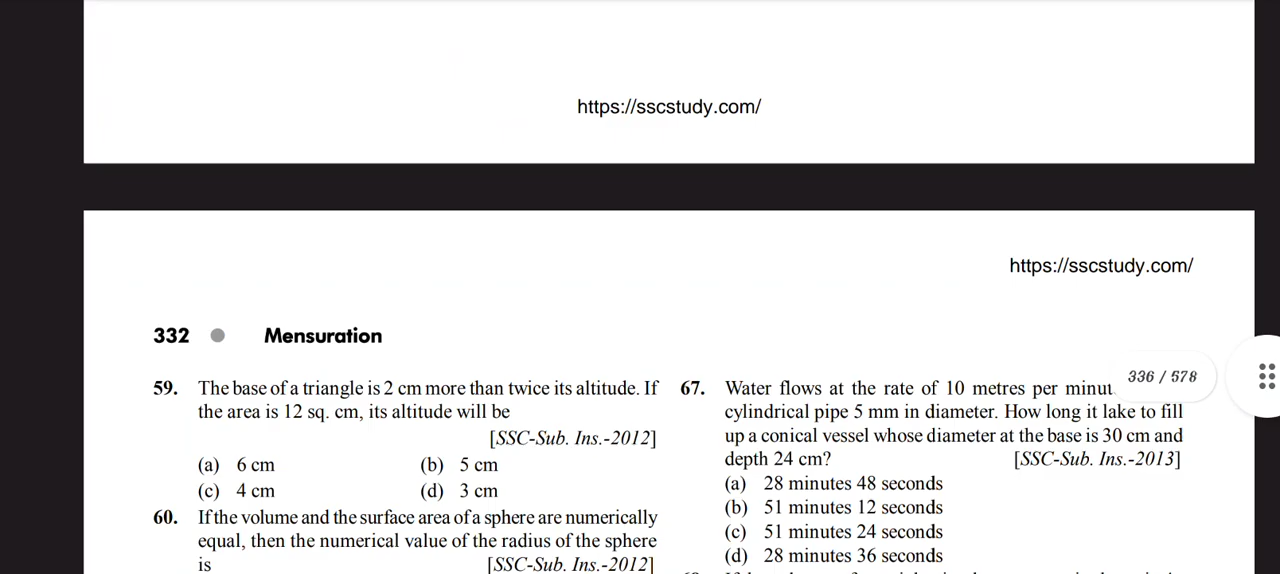 https://sscstudy.com/
https://sscstudy.com/
332 ● Mensuration
59. The base of a triangle is 2 cm more than twice its altitude. If
the area is 12 sq. cm, its altitude will be
[SSC-Sub. Ins.-2012]
(a) 6 cm (b) 5 cm
(c) 4 cm (d) 3 cm
60. If the volume and the surface area of a sphere are numerically
equal, then the numerical value of the radius of the sphere
is [SSC-Sub. Ins.-2012]
336 / 578
67. Water flows at the rate of 10 metres per minut
cylindrical pipe 5 mm in diameter. How long it lake to fill
up a conical vessel whose diameter at the base is 30 cm and
depth 24 cm? [SSC-Sub. Ins.-2013]
(a) 28 minutes 48 seconds
(b) 51 minutes 12 seconds
(c) 51 minutes 24 seconds
(d) 28 minutes 36 seconds